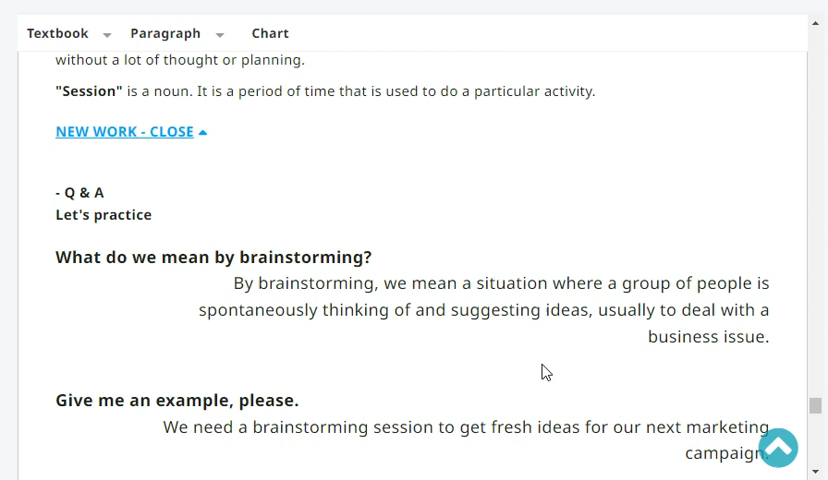 Textbook Paragraph Chart
without a lot of thought or planning.
"Session" is a noun. It is a period of time that is used to do a particular activity.
NEW WORK - CLOSE
- Q & A
Let's practice
What do we mean by brainstorming?
By brainstorming, we mean a situation where a group of people is
spontaneously thinking of and suggesting ideas, usually to deal with a
business issue.
Give me an example, please.
We need a brainstorming session to get fresh ideas for our next marketing
campaign.